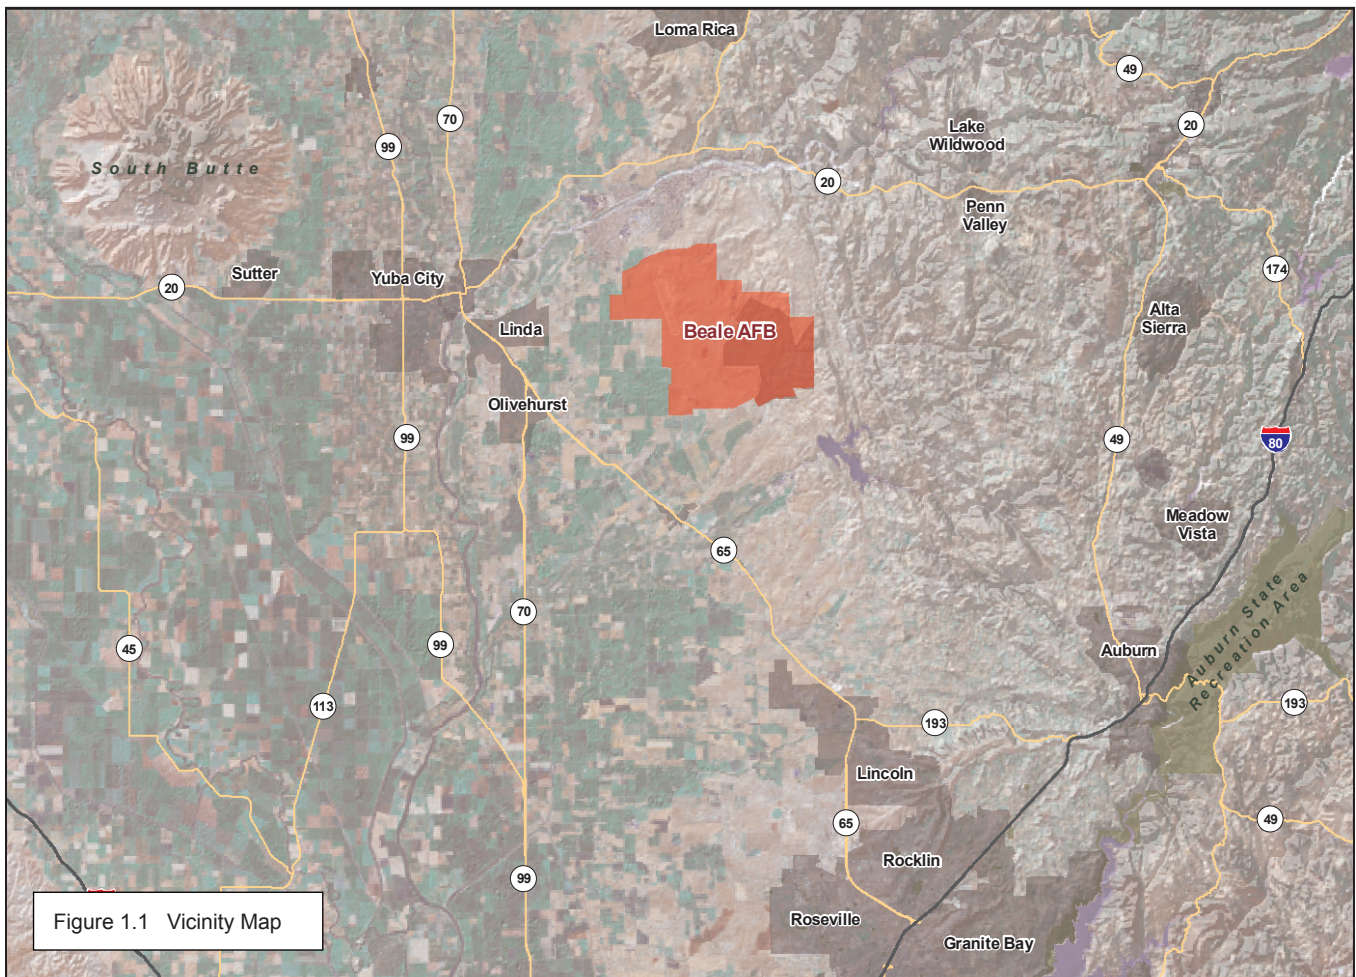 Loma Rica
49
70
20
99
Lake
Wildwood
South Butte
20
Penn
Valley
174
Sutter
Yuba City
20
Alta
Sierra
Linda
Beale AFB
Olivehurst
99
49
80
Meadow
Vista
65
70
Auburn State
Recreation Area
45
99
Auburn
113
193
193
Lincoln
65
49
Rocklin
99
Roseville
Granite Bay
Figure 1.1 Vicinity Map